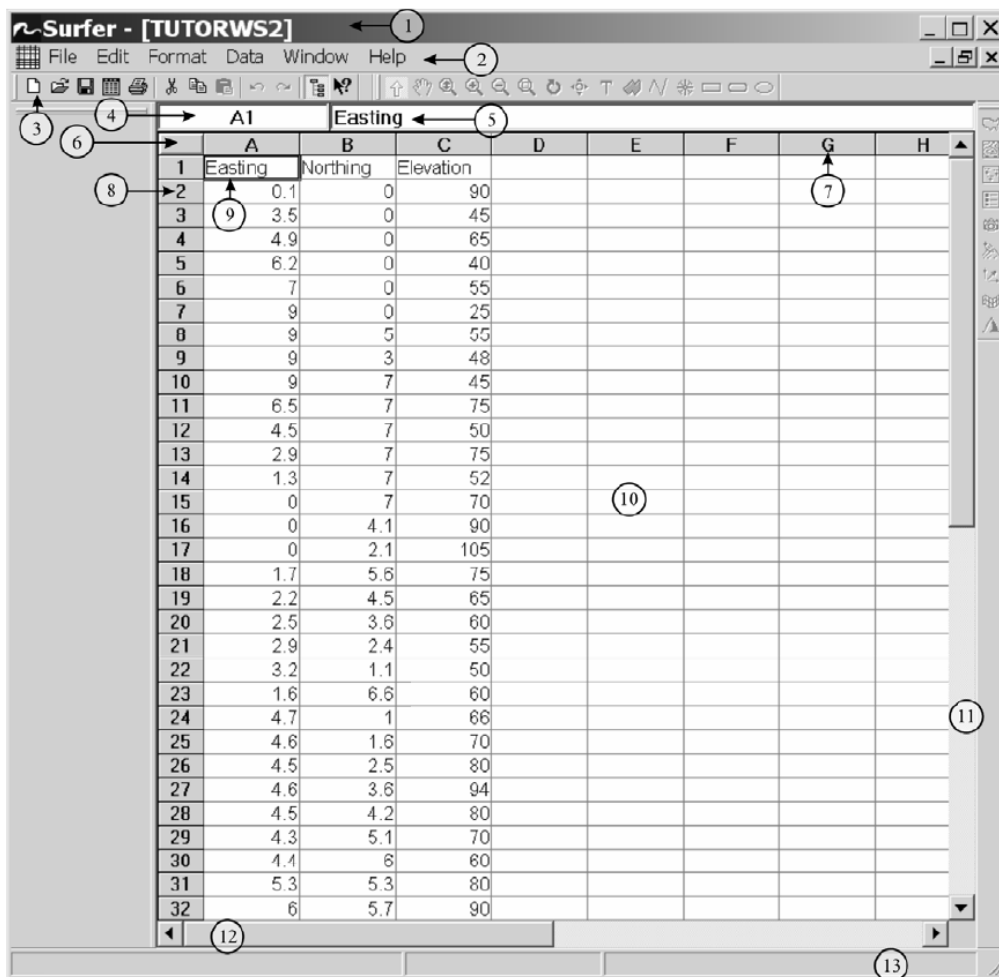 Surfer - [TUTORWS2] 1
File Edit Format Data Window Help 2
3
4 A1 Easting 5
6 A B C D E F G H
1 Easting Northing Elevation 7
8 2 0.1 0 90
3 9 3.5 0 45
4 4.9 0 65
5 6.2 0 40
6 7 0 55
7 9 0 25
8 9 5 55
9 9 3 48
10 9 7 45
11 6.5 7 75
12 4.5 7 50
13 2.9 7 75
14 1.3 7 52
15 0 7 70 10
16 0 4.1 90
17 0 2.1 105
18 1.7 5.6 75
19 2.2 4.5 65
20 2.5 3.6 60
21 2.9 2.4 55
22 3.2 1.1 50
23 1.6 6.6 60
24 4.7 1 66 11
25 4.6 1.6 70
26 4.5 2.5 80
27 4.6 3.6 94
28 4.5 4.2 80
29 4.3 5.1 70
30 4.4 6 60
31 5.3 5.3 80
32 6 5.7 90
12
13